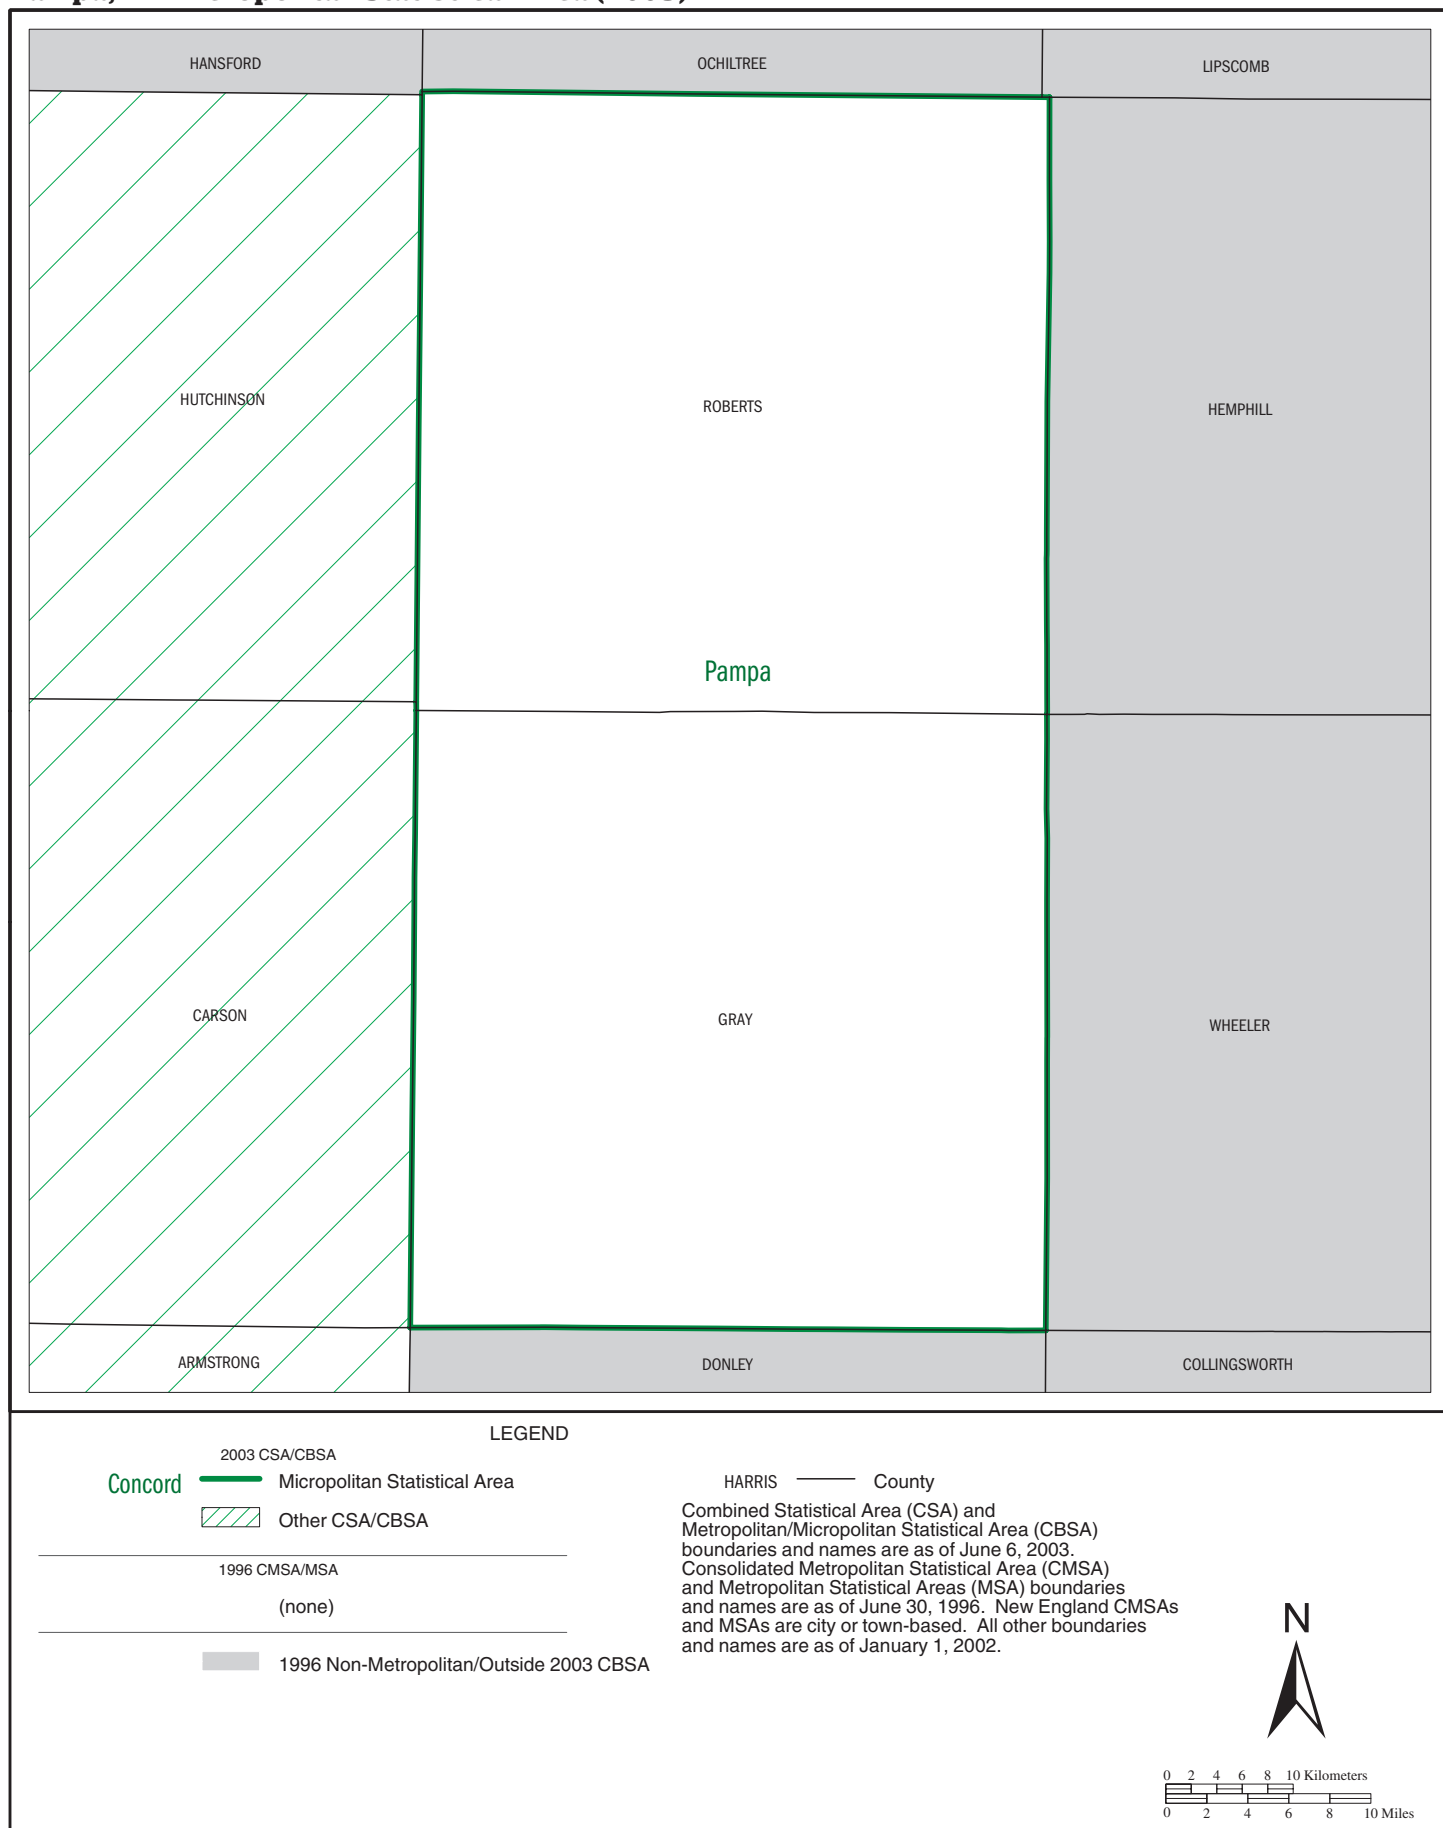 HANSFORD
OCHILTREE
LIPSCOMB
HUTCHINSON
ROBERTS
HEMPHILL
Pampa
CARSON
GRAY
WHEELER
ARMSTRONG
DONLEY
COLLINGSWORTH
LEGEND
2003 CSA/CBSA
Concord
Micropolitan Statistical Area
Other CSA/CBSA
1996 CMSA/MSA
(none)
1996 Non-Metropolitan/Outside 2003 CBSA
HARRIS
County
Combined Statistical Area (CSA) and
Metropolitan/Micropolitan Statistical Area (CBSA)
boundaries and names are as of June 6, 2003.
Consolidated Metropolitan Statistical Area (CMSA)
and Metropolitan Statistical Areas (MSA) boundaries
and names are as of June 30, 1996. New England CMSAs
and MSAs are city or town-based. All other boundaries
and names are as of January 1, 2002.
N
0 2 4 6 8 10 Kilometers
0 2 4 6 8 10 Miles